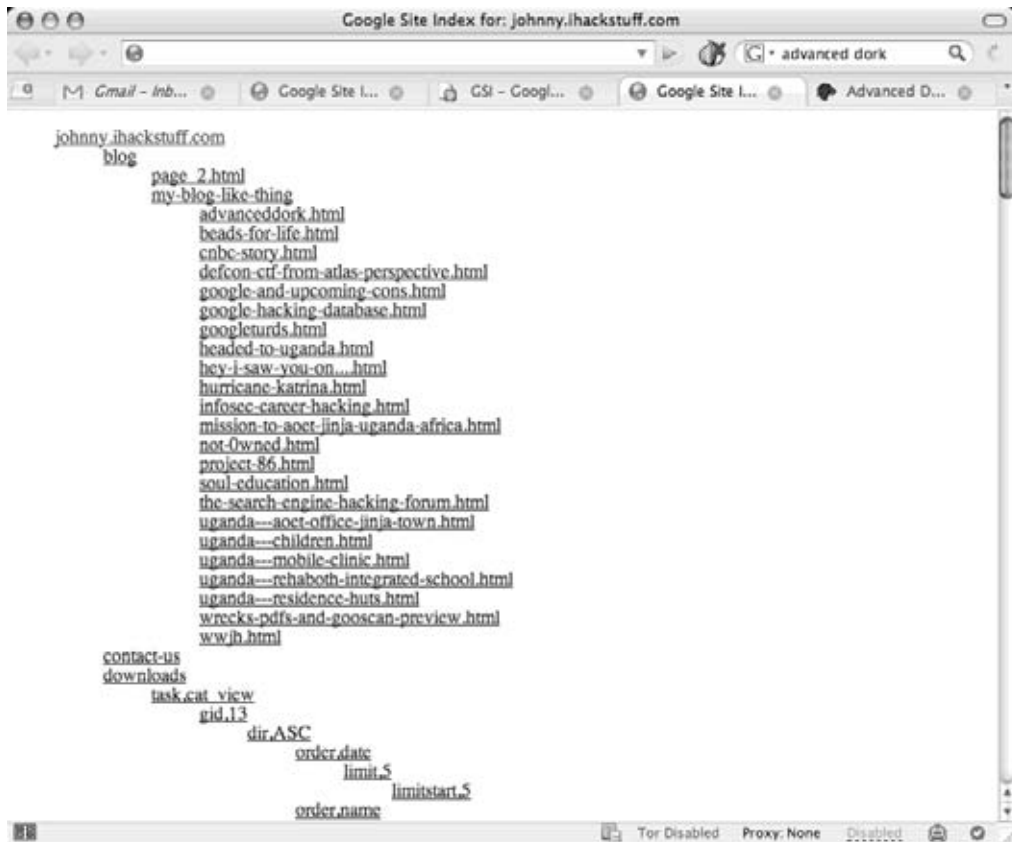 Google Site Index for: johnny.ihackstuff.com
G advanced dork
Gmail - Inb... Google Site I... GSI - Googl... Google Site I... Advanced D...
johnny.ihackstuff.com
blog
page_2.html
my-blog-like-thing
advanceddork.html
beads-for-life.html
cnbc-story.html
defcon-ctf-from-atlas-perspective.html
google-and-upcoming-cons.html
google-hacking-database.html
googleturds.html
headed-to-uganda.html
hey-i-saw-you-on....html
hurricane-katrina.html
infosec-career-hacking.html
mission-to-aoet-jinja-uganda-africa.html
not-0wned.html
project-86.html
soul-education.html
the-search-engine-hacking-forum.html
uganda---aoet-office-jinja-town.html
uganda---children.html
uganda---mobile-clinic.html
uganda---rehaboth-integrated-school.html
uganda---residence-huts.html
wrecks-pdfs-and-gooscan-preview.html
wwjh.html
contact-us
downloads
task,cat_view
gid,13
dir,ASC
order,date
limit,5
limitstart,5
order,name
Tor Disabled Proxy: None Disabled